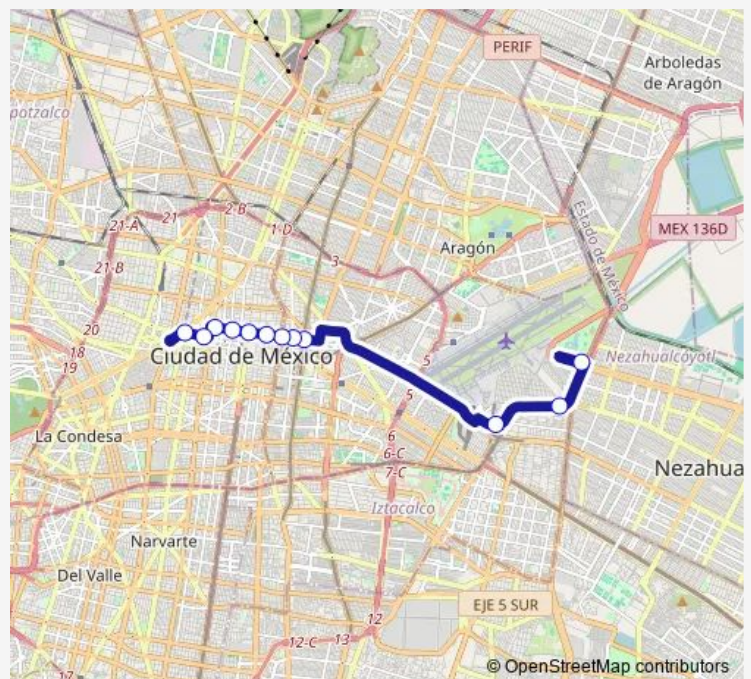 PERIF
Arboledas
de Aragón
potzalco
21-A
21
2-B
1-D
MEX 136D
Estado de México
Aragón
3
21-B
20
19
18
Ciudad de México
5
Nezahualcóyotl
5
La Condesa
6
6-C
7-C
Nezahua
Iztacalco
Narvarte
Del Valle
EJE 5 SUR
12
12-C
13
17
© OpenStreetMap contributors